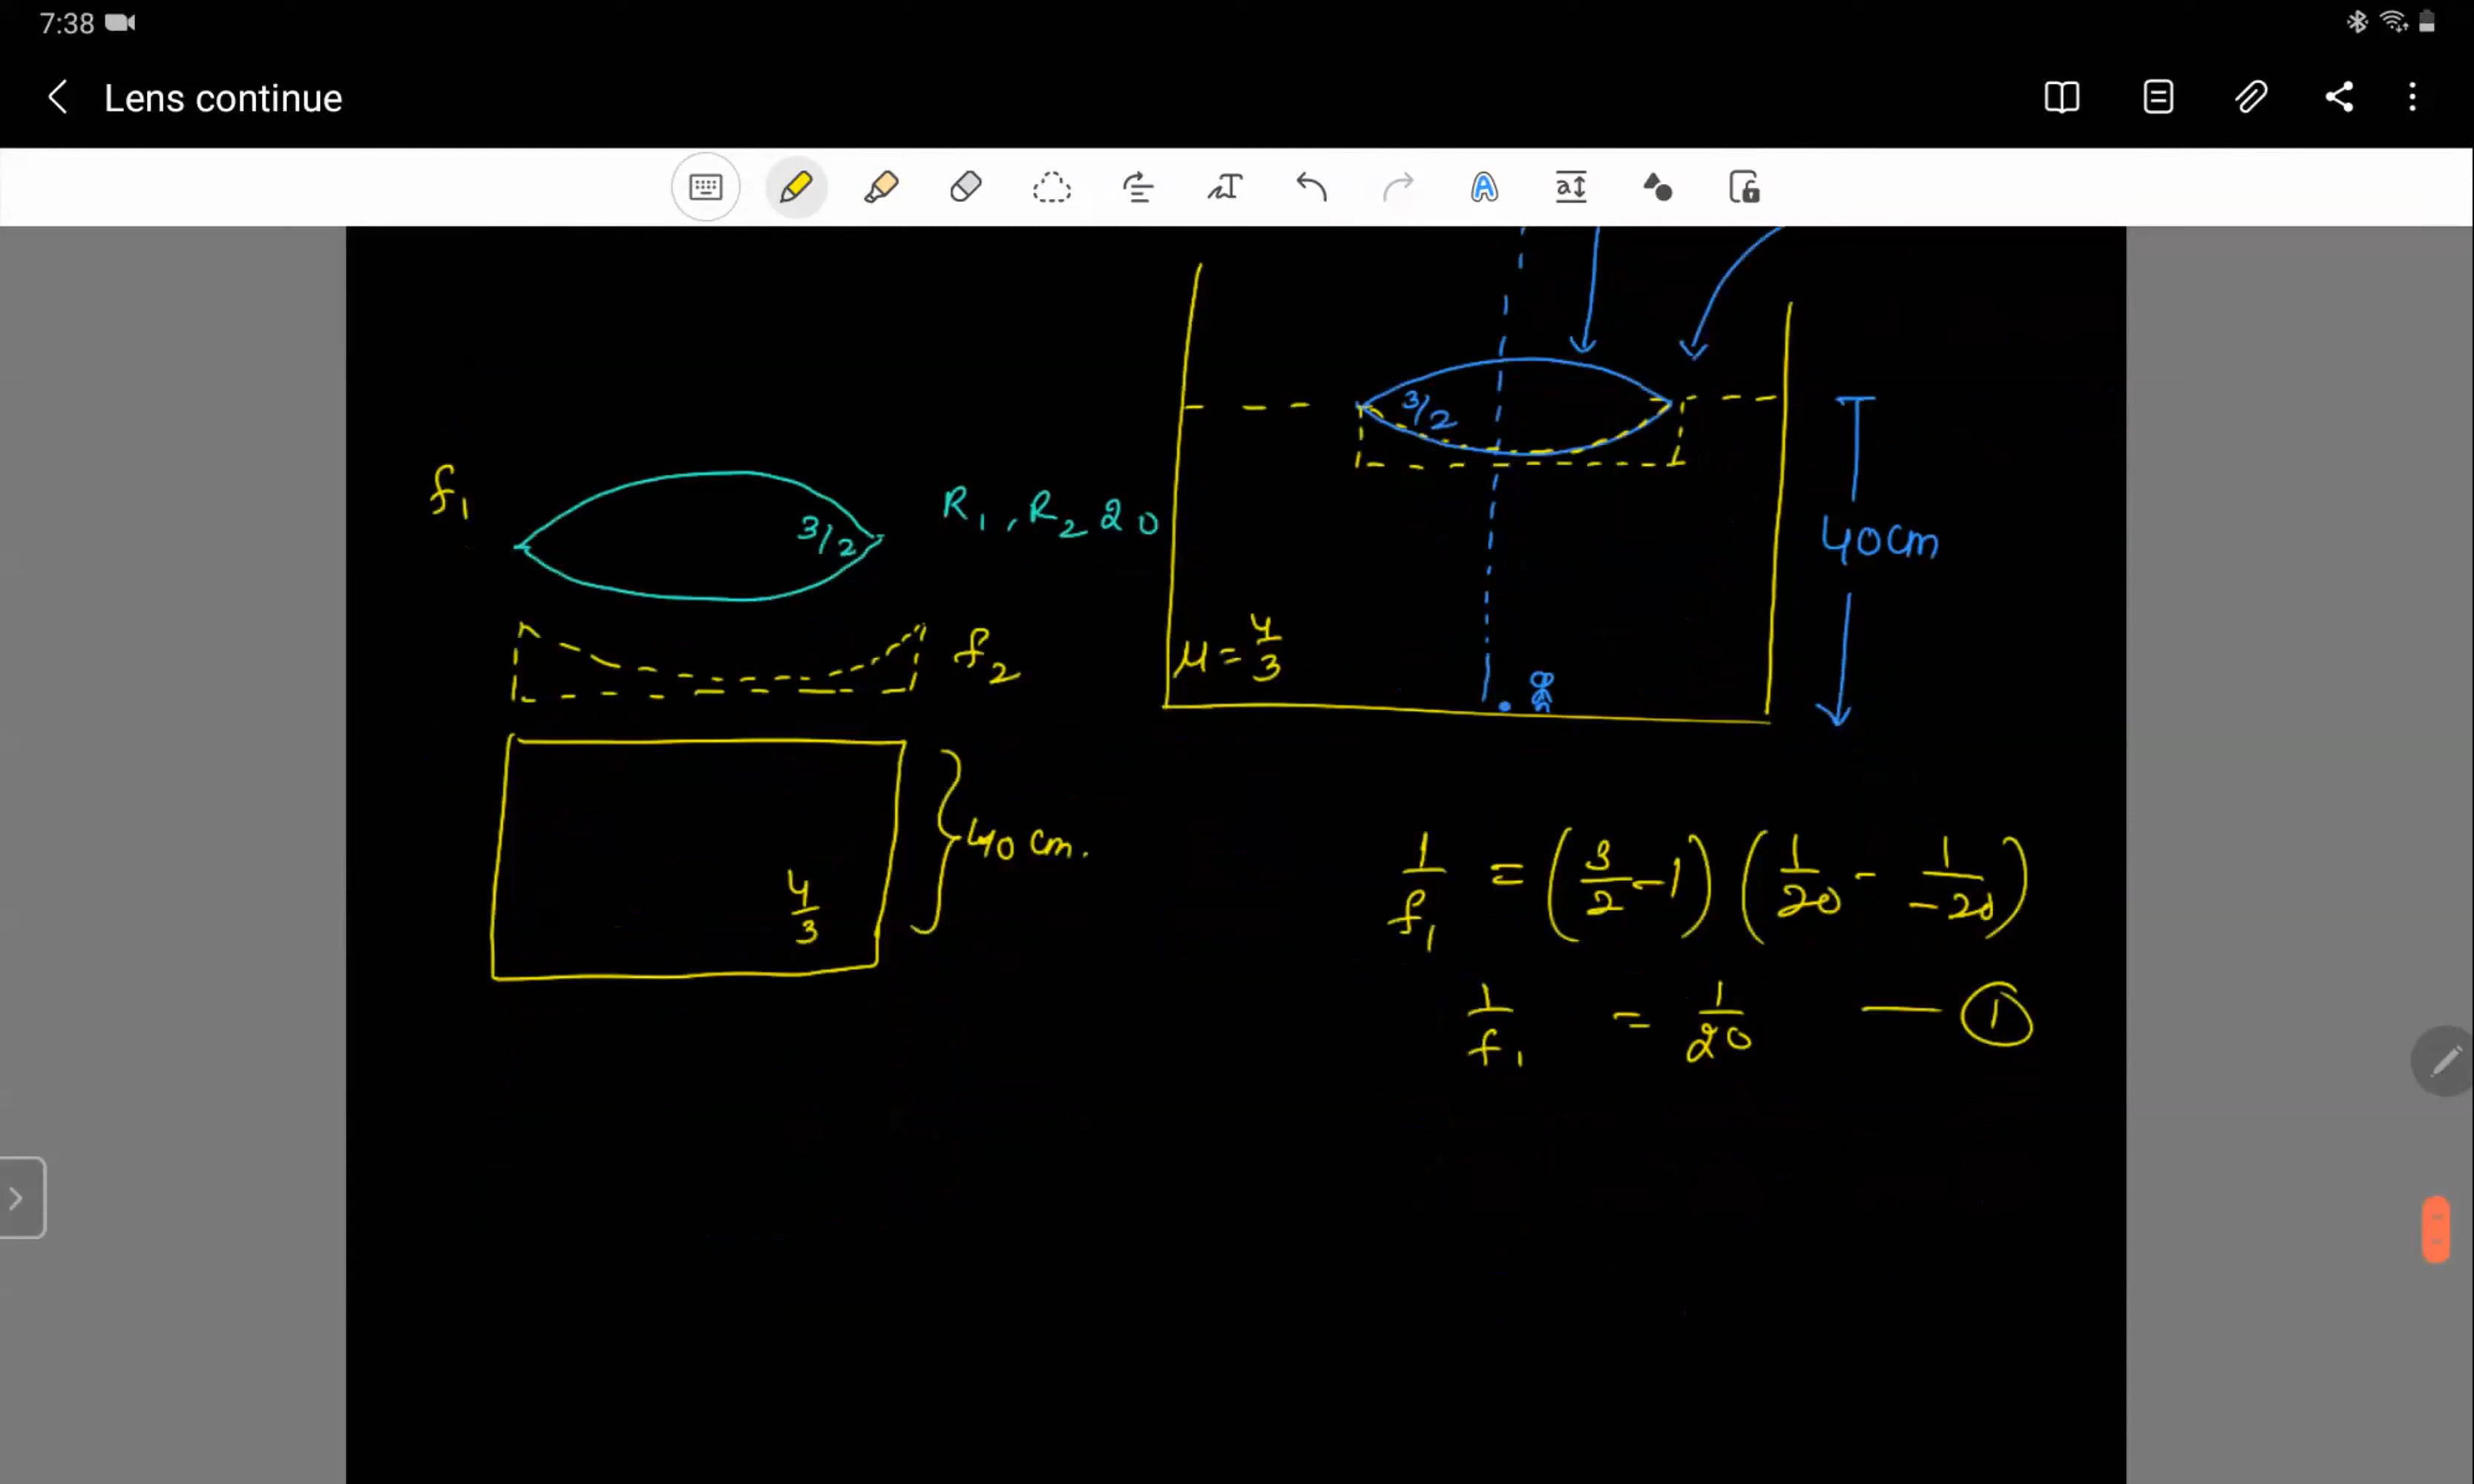 7:38
Lens continue
3/2
f₁
3/2
R₁, R₂ 20
40cm
f₂
μ = 4/3
40 cm.
4/3
1/f₁ = (3/2 - 1) (1/20 - 1/-20)
1/f₁ = 1/20 — ①